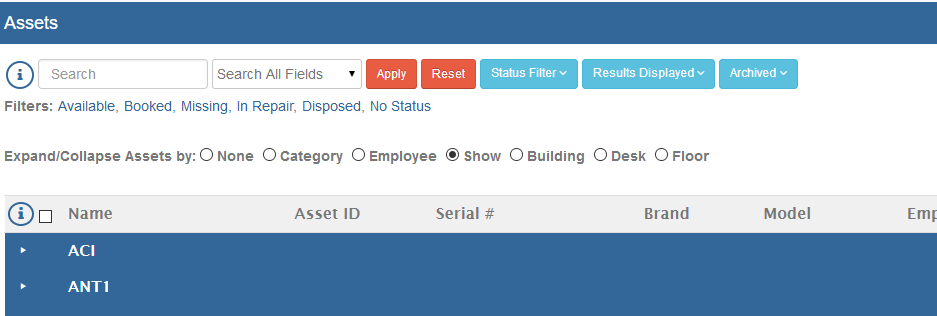 Assets
Search Search All Fields Apply Reset Status Filter Results Displayed Archived
Filters: Available, Booked, Missing, In Repair, Disposed, No Status
Expand/Collapse Assets by: None Category Employee Show Building Desk Floor
Name Asset ID Serial # Brand Model Emp
ACI
ANT1